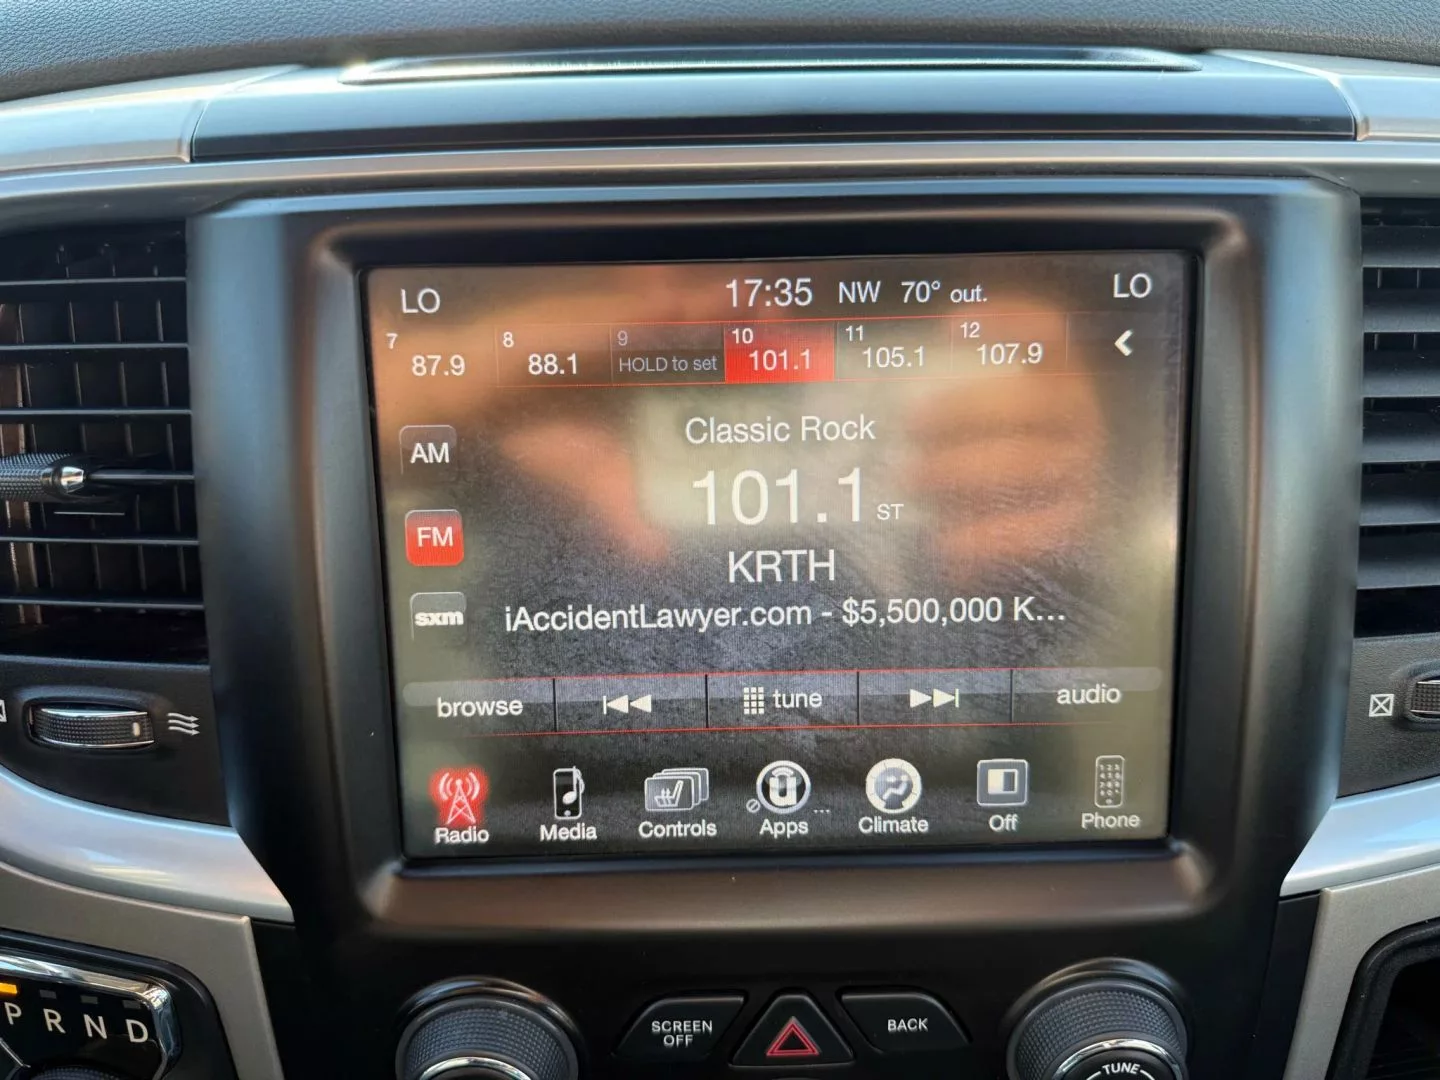 LO 17:35 NW 70° out. LO
7 8 9 10 11 12
87.9 88.1 HOLD to set 101.1 105.1 107.9
Classic Rock
AM
101.1 ST
FM
KRTH
sxm
iAccidentLawyer.com - $5,500,000 K...
browse tune audio
Radio Media Controls Apps ... Climate Off Phone
P R N D
SCREEN
OFF
BACK
TUNE